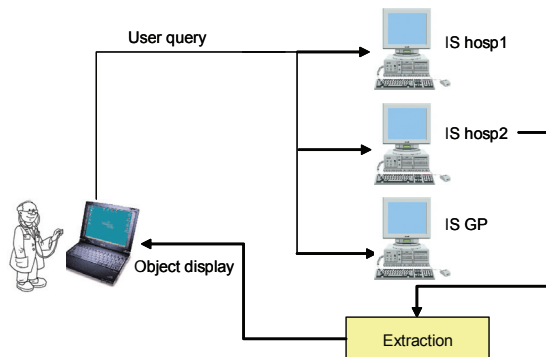 User query
IS hosp1
IS hosp2
IS GP
Object display
Extraction